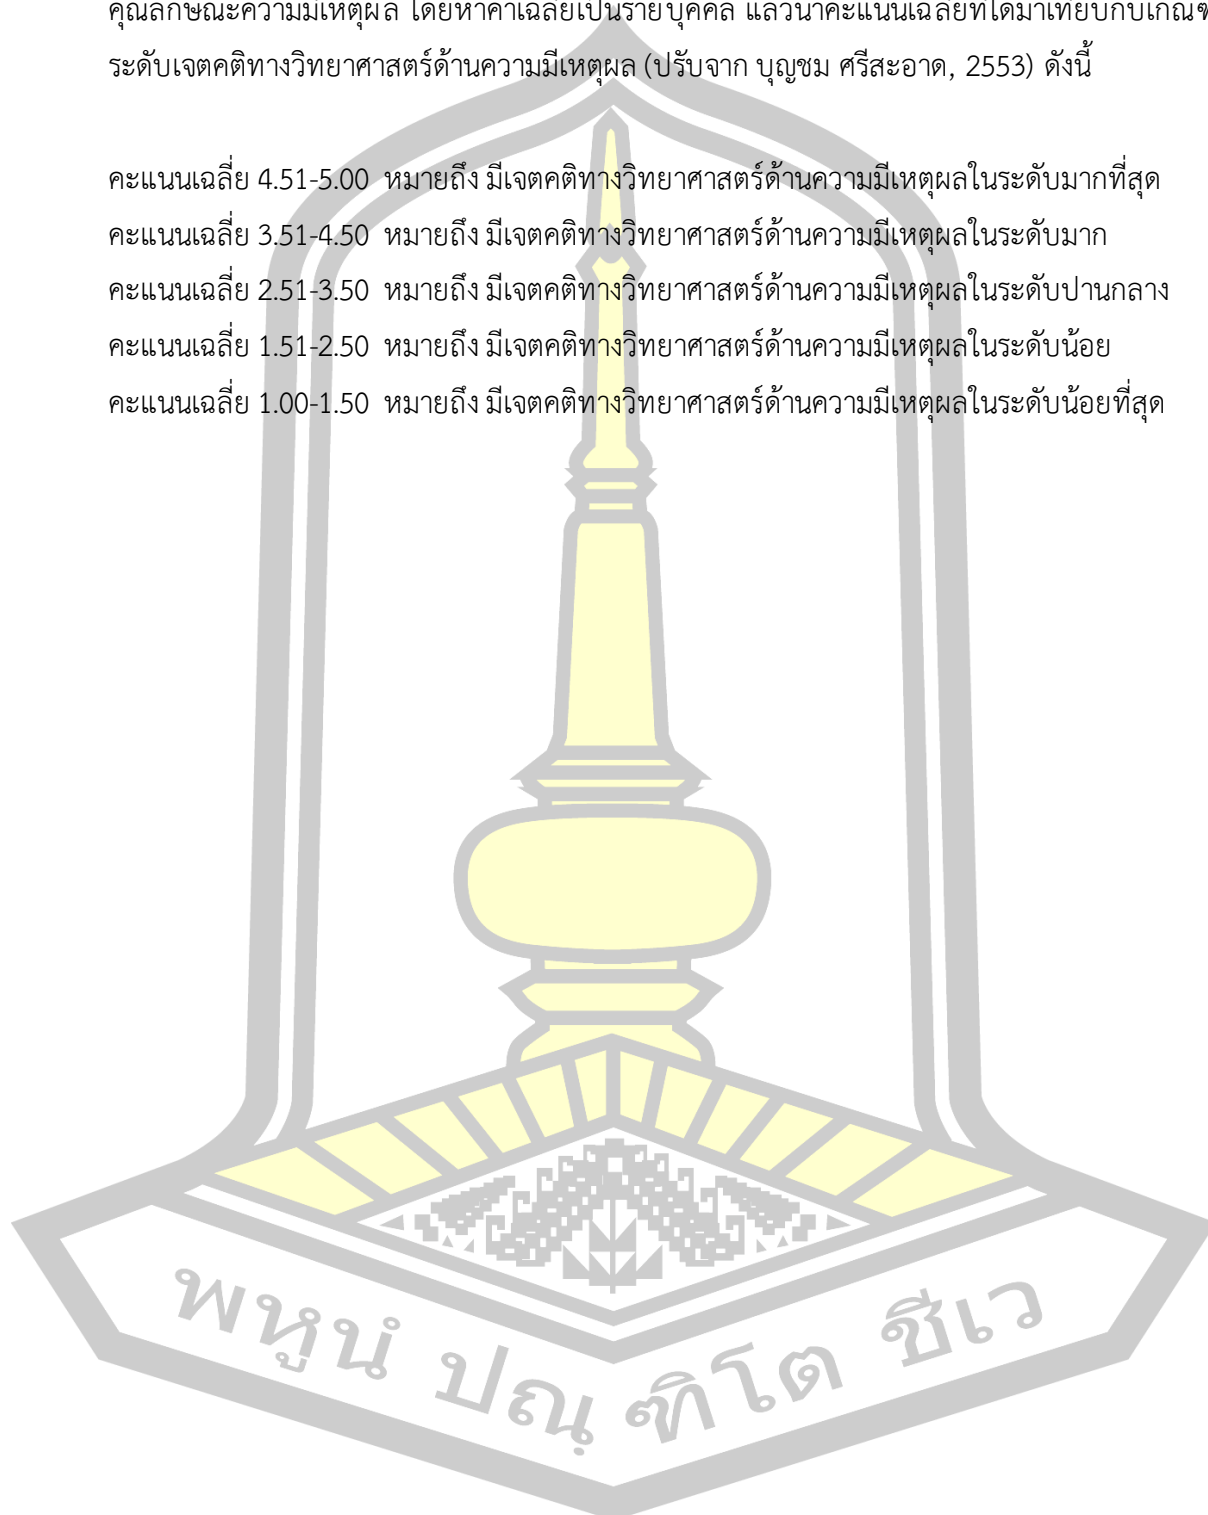 คุณลักษณะความมีเหตุผล โดยหาค่าเฉลี่ยเป็นรายบุคคล แล้วนำคะแนนเฉลี่ยที่ได้มาเทียบกับเกณฑ์
ระดับเจตคติทางวิทยาศาสตร์ด้านความมีเหตุผล (ปรับจาก บุญชม ศรีสะอาด, 2553) ดังนี้
คะแนนเฉลี่ย 4.51-5.00 หมายถึง มีเจตคติทางวิทยาศาสตร์ด้านความมีเหตุผลในระดับมากที่สุด
คะแนนเฉลี่ย 3.51-4.50 หมายถึง มีเจตคติทางวิทยาศาสตร์ด้านความมีเหตุผลในระดับมาก
คะแนนเฉลี่ย 2.51-3.50 หมายถึง มีเจตคติทางวิทยาศาสตร์ด้านความมีเหตุผลในระดับปานกลาง
คะแนนเฉลี่ย 1.51-2.50 หมายถึง มีเจตคติทางวิทยาศาสตร์ด้านความมีเหตุผลในระดับน้อย
คะแนนเฉลี่ย 1.00-1.50 หมายถึง มีเจตคติทางวิทยาศาสตร์ด้านความมีเหตุผลในระดับน้อยที่สุด
พหูนํ ปณฺฑิโต ชีเว